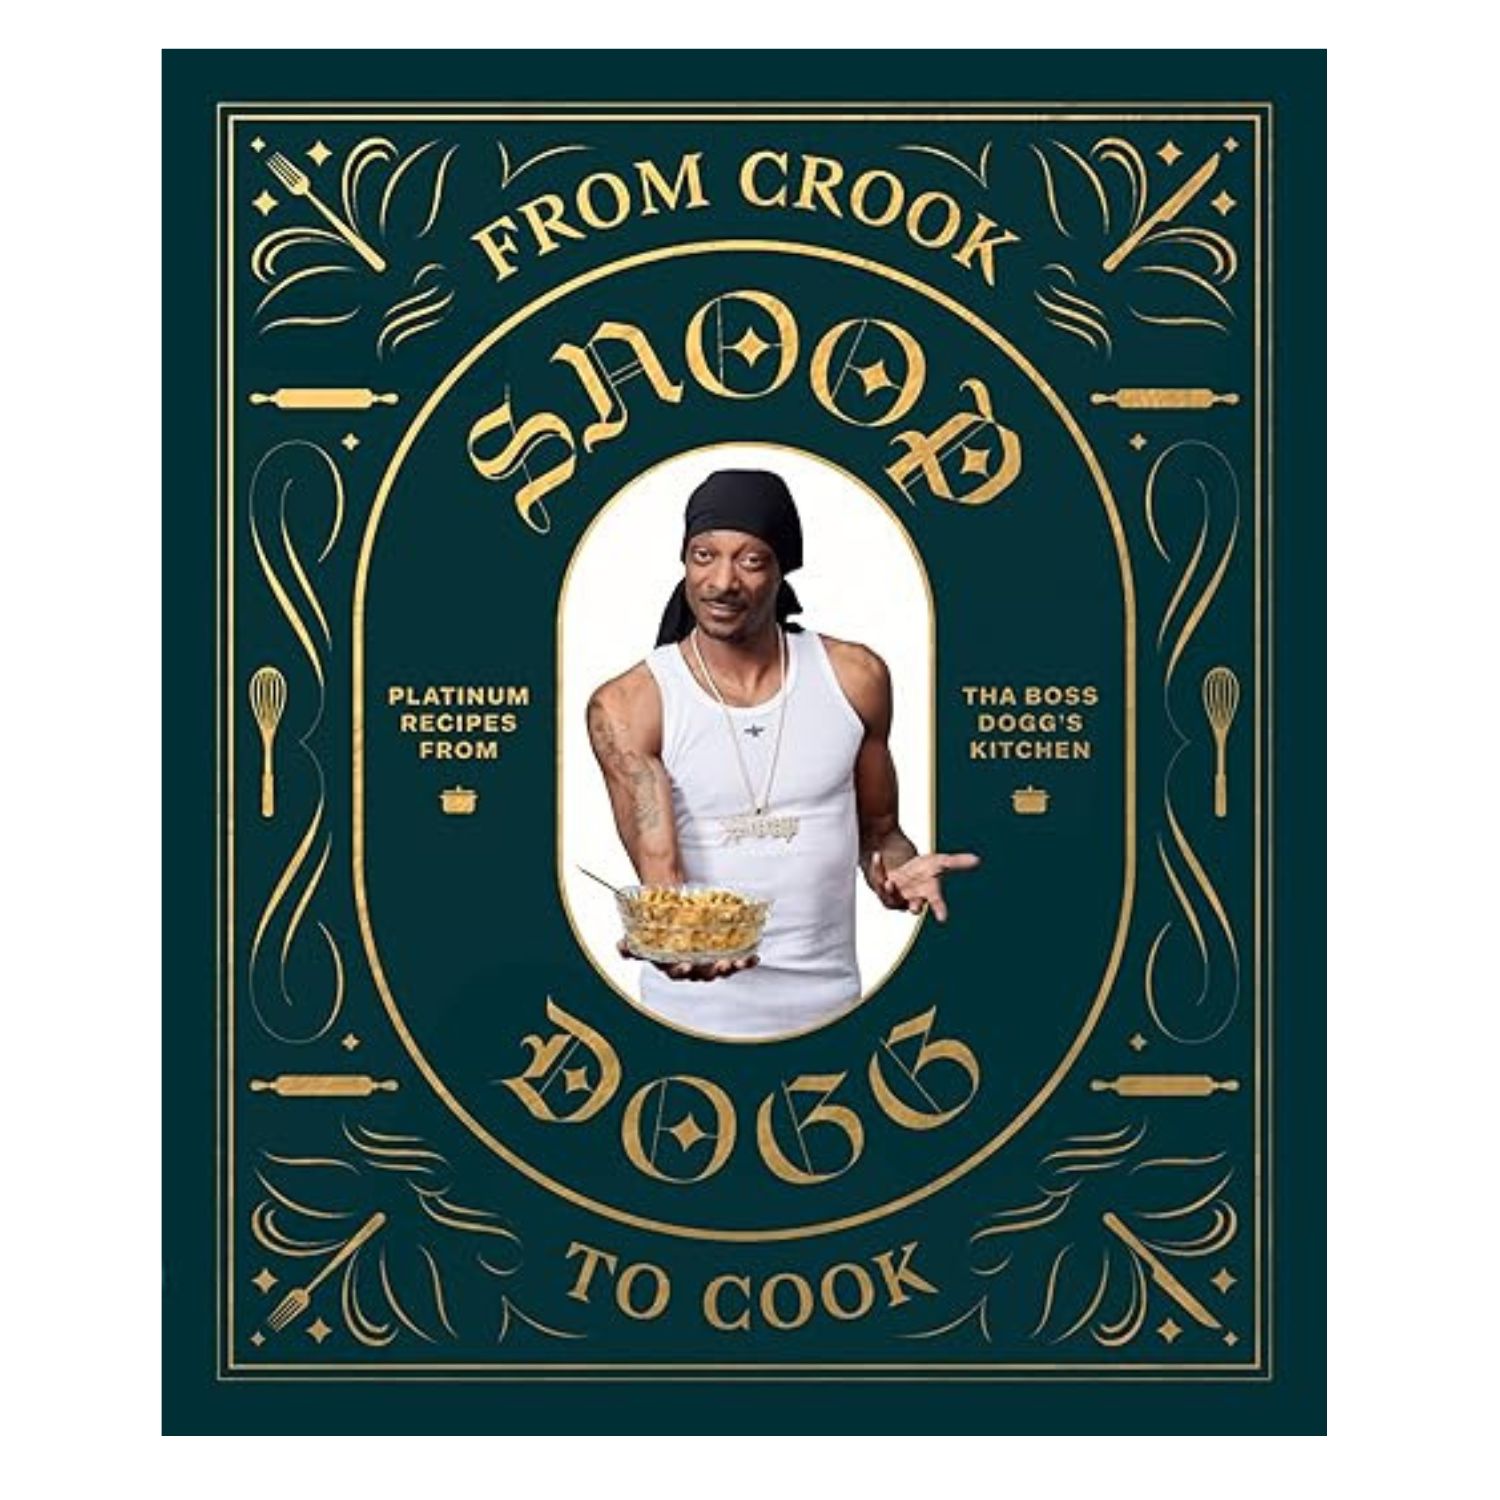 FROM CROOK
SNOOP
PLATINUM
RECIPES
FROM
THA BOSS
DOGG'S
KITCHEN
DOGG
TO COOK